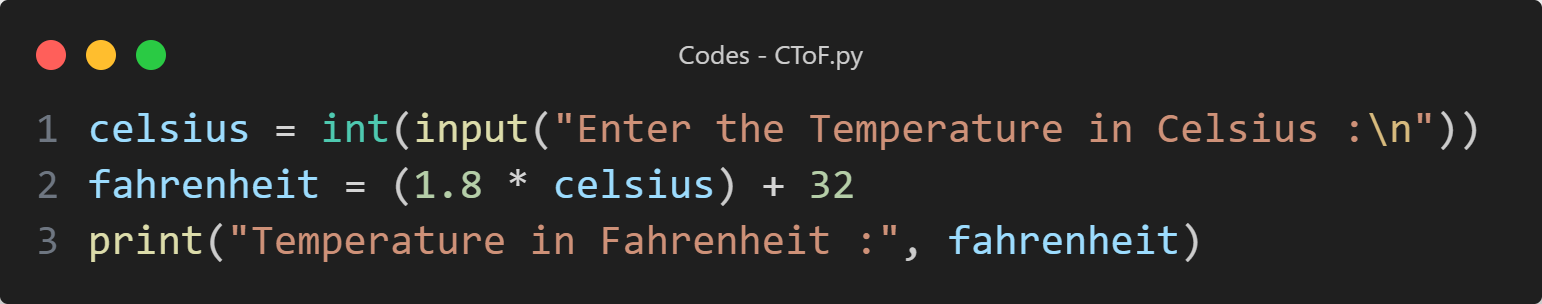 Codes - CToF.py
1 celsius = int(input("Enter the Temperature in Celsius :\n"))
2 fahrenheit = (1.8 * celsius) + 32
3 print("Temperature in Fahrenheit :", fahrenheit)